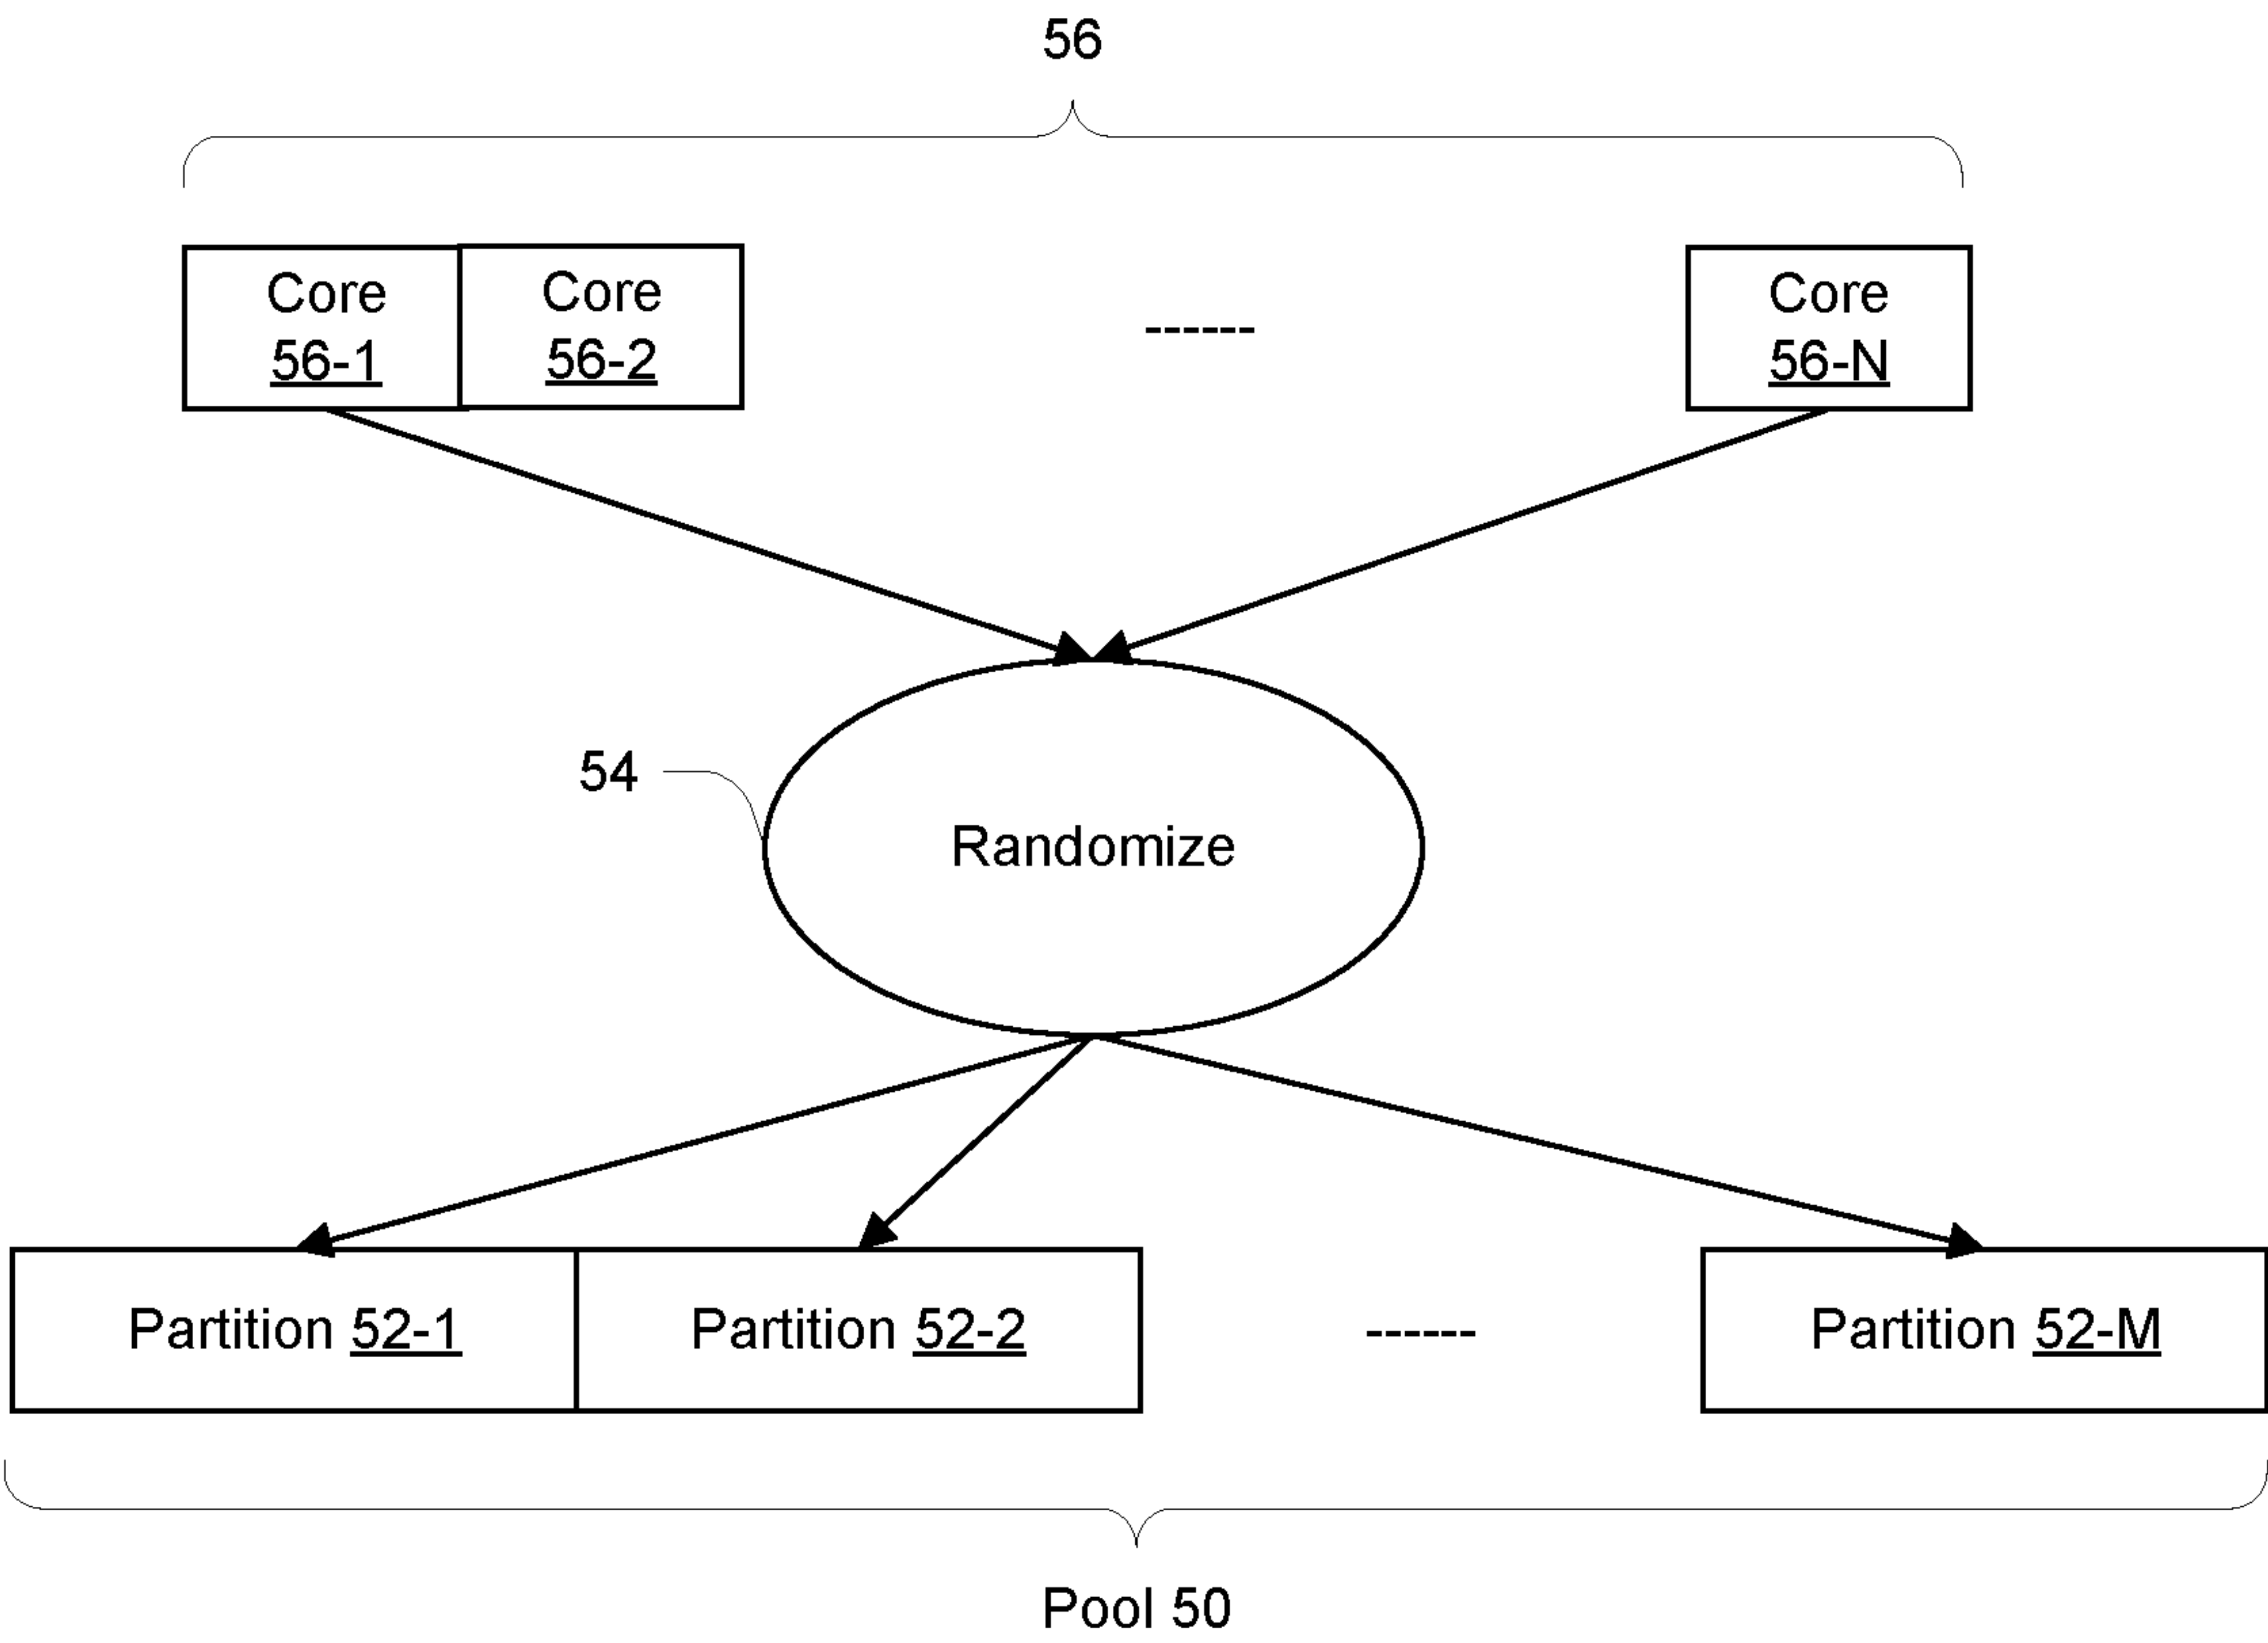 56
Core
56-1
Core
56-2
------
Core
56-N
54
Randomize
Partition 52-1
Partition 52-2
------
Partition 52-M
Pool 50